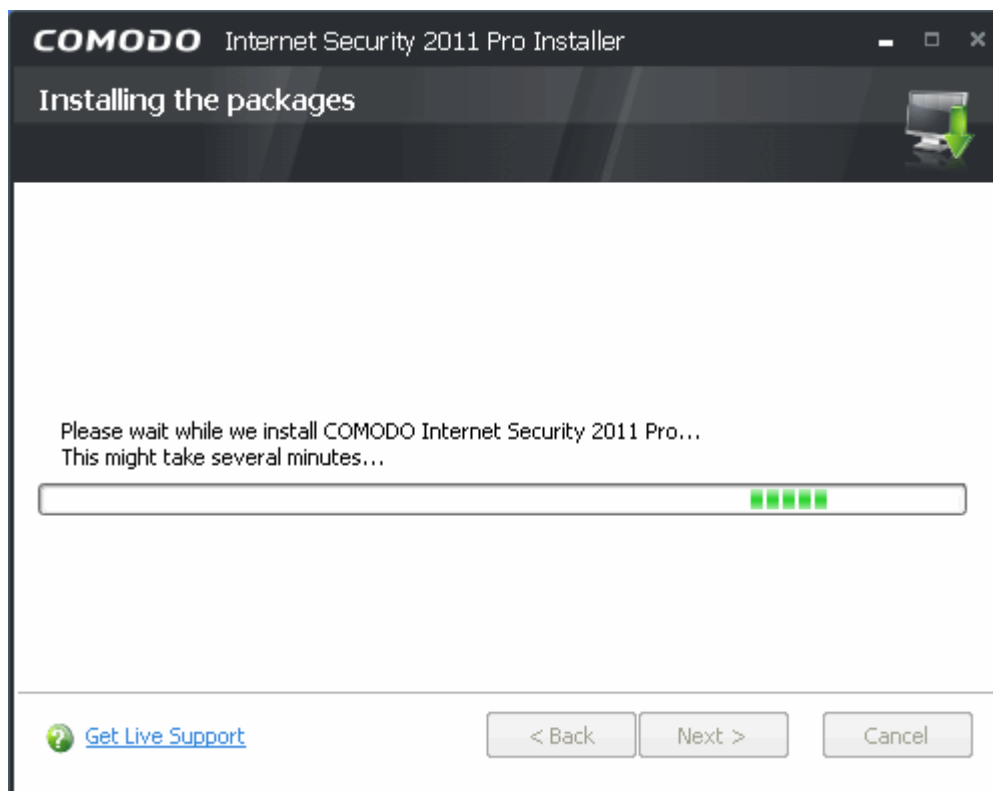 COMODO Internet Security 2011 Pro Installer
Installing the packages
Please wait while we install COMODO Internet Security 2011 Pro...
This might take several minutes...
Get Live Support
< Back Next > Cancel